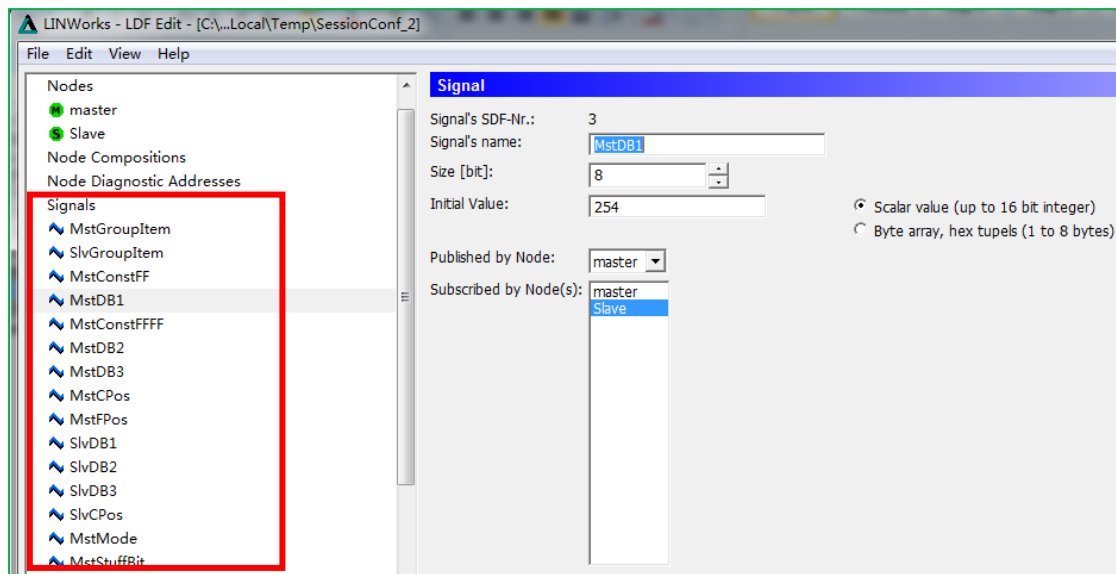 LINWorks - LDF Edit - [C:\...Local\Temp\SessionConf_2]
File Edit View Help
Nodes
M master
S Slave
Node Compositions
Node Diagnostic Addresses
Signals
MstGroupItem
SlvGroupItem
MstConstFF
MstDB1
MstConstFFFF
MstDB2
MstDB3
MstCPos
MstFPos
SlvDB1
SlvDB2
SlvDB3
SlvCPos
MstMode
MstStuffBit
Signal
Signal's SDF-Nr.: 3
Signal's name: MstDB1
Size [bit]: 8
Initial Value: 254
Scalar value (up to 16 bit integer)
Byte array, hex tupels (1 to 8 bytes)
Published by Node: master
Subscribed by Node(s): master
Slave